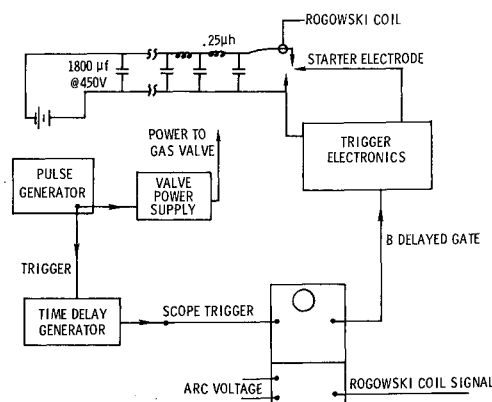 ROGOWSKI COIL
.25μh
STARTER ELECTRODE
1800 μf
@450V
POWER TO
GAS VALVE
TRIGGER
ELECTRONICS
PULSE
GENERATOR
VALVE
POWER
SUPPLY
B DELAYED GATE
TRIGGER
TIME DELAY
GENERATOR
SCOPE TRIGGER
ARC VOLTAGE
ROGOWSKI COIL SIGNAL